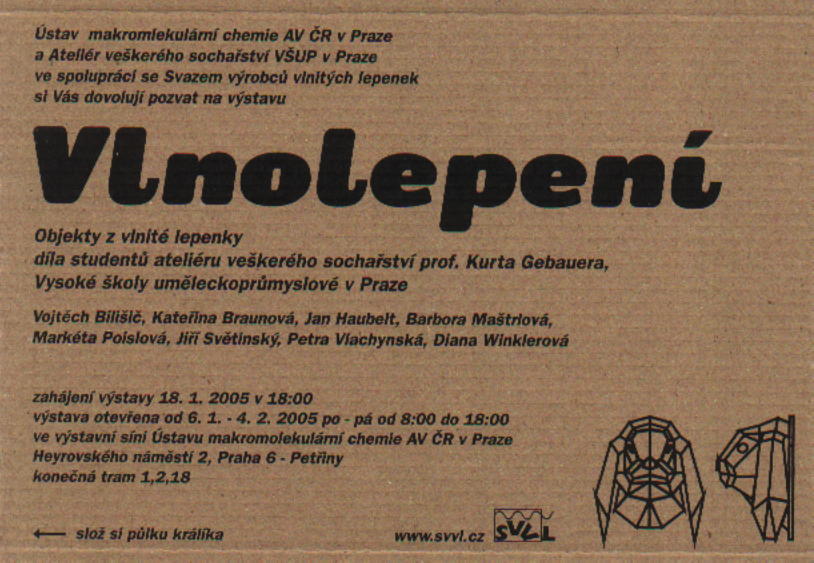 Ústav makromlekulární chemie AV ČR v Praze
a Ateliér veškerého sochařství VŠUP v Praze
ve spolupráci se Svazem výrobců vlnitých lepenek
si Vás dovolují pozvat na výstavu
Vlnolepení
Objekty z vlnité lepenky
díla studentů ateliéru veškerého sochařství prof. Kurta Gebauera,
Vysoké školy uměleckoprůmyslové v Praze
Vojtěch Bilišič, Kateřina Braunová, Jan Haubelt, Barbora Maštrlová,
Markéta Poislová, Jiří Světinský, Petra Vlachynská, Diana Winklerová
zahájení výstavy 18. 1. 2005 v 18:00
výstava otevřena od 6. 1. - 4. 2. 2005 po - pá od 8:00 do 18:00
ve výstavní síni Ústavu makromolekulární chemie AV ČR v Praze
Heyrovského náměstí 2, Praha 6 - Petřiny
konečná tram 1,2,18
slož si půlku králíka
www.svvl.cz SVVL